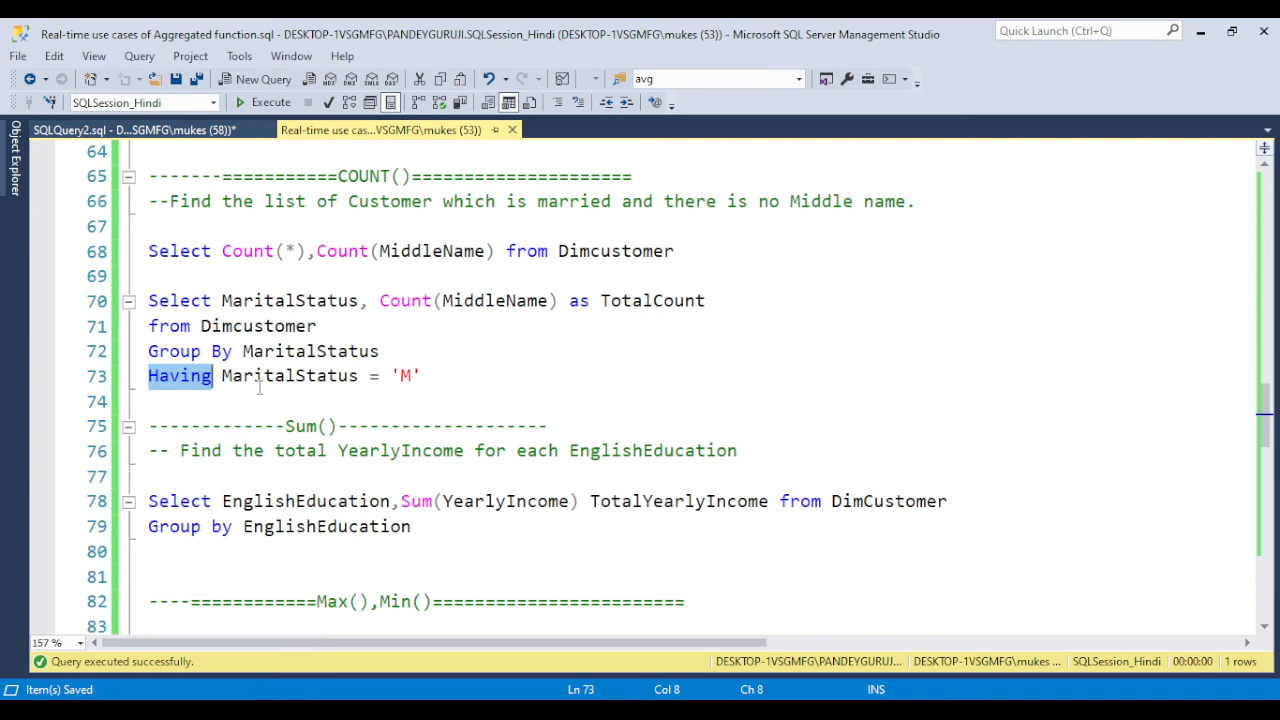 Real-time use cases of Aggregated function.sql - DESKTOP-1VSGMFG\PANDEYGURUJI.SQLSession_Hindi (DESKTOP-1VSGMFG\mukes (53)) - Microsoft SQL Server Management Studio
Quick Launch (Ctrl+Q)
File Edit View Query Project Tools Window Help
New Query
avg
SQLSession_Hindi
Execute
SQLQuery2.sql - D...SGMFG\mukes (58))*
Real-time use cas...VSGMFG\mukes (53))
Object Explorer
64
65 -------===========COUNT()=====================
66 --Find the list of Customer which is married and there is no Middle name.
67
68 Select Count(*),Count(MiddleName) from Dimcustomer
69
70 Select MaritalStatus, Count(MiddleName) as TotalCount
71 from Dimcustomer
72 Group By MaritalStatus
73 Having MaritalStatus = 'M'
74
75 -------------Sum()--------------------
76 -- Find the total YearlyIncome for each EnglishEducation
77
78 Select EnglishEducation,Sum(YearlyIncome) TotalYearlyIncome from DimCustomer
79 Group by EnglishEducation
80
81
82 ----============Max(),Min()========================
83
157 %
Query executed successfully.
DESKTOP-1VSGMFG\PANDEYGURUJI... DESKTOP-1VSGMFG\mukes ... SQLSession_Hindi 00:00:00 1 rows
Item(s) Saved
Ln 73 Col 8 Ch 8 INS